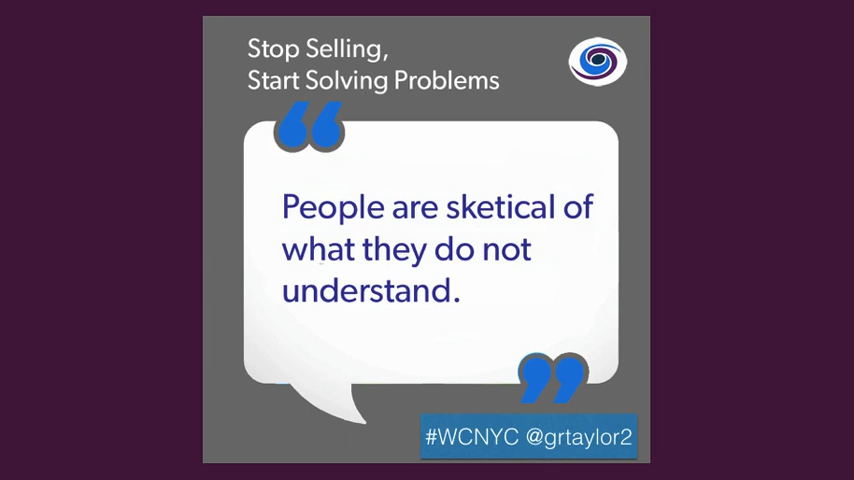 Stop Selling,
Start Solving Problems
People are sketical of
what they do not
understand.
#WCNYC @grtaylor2